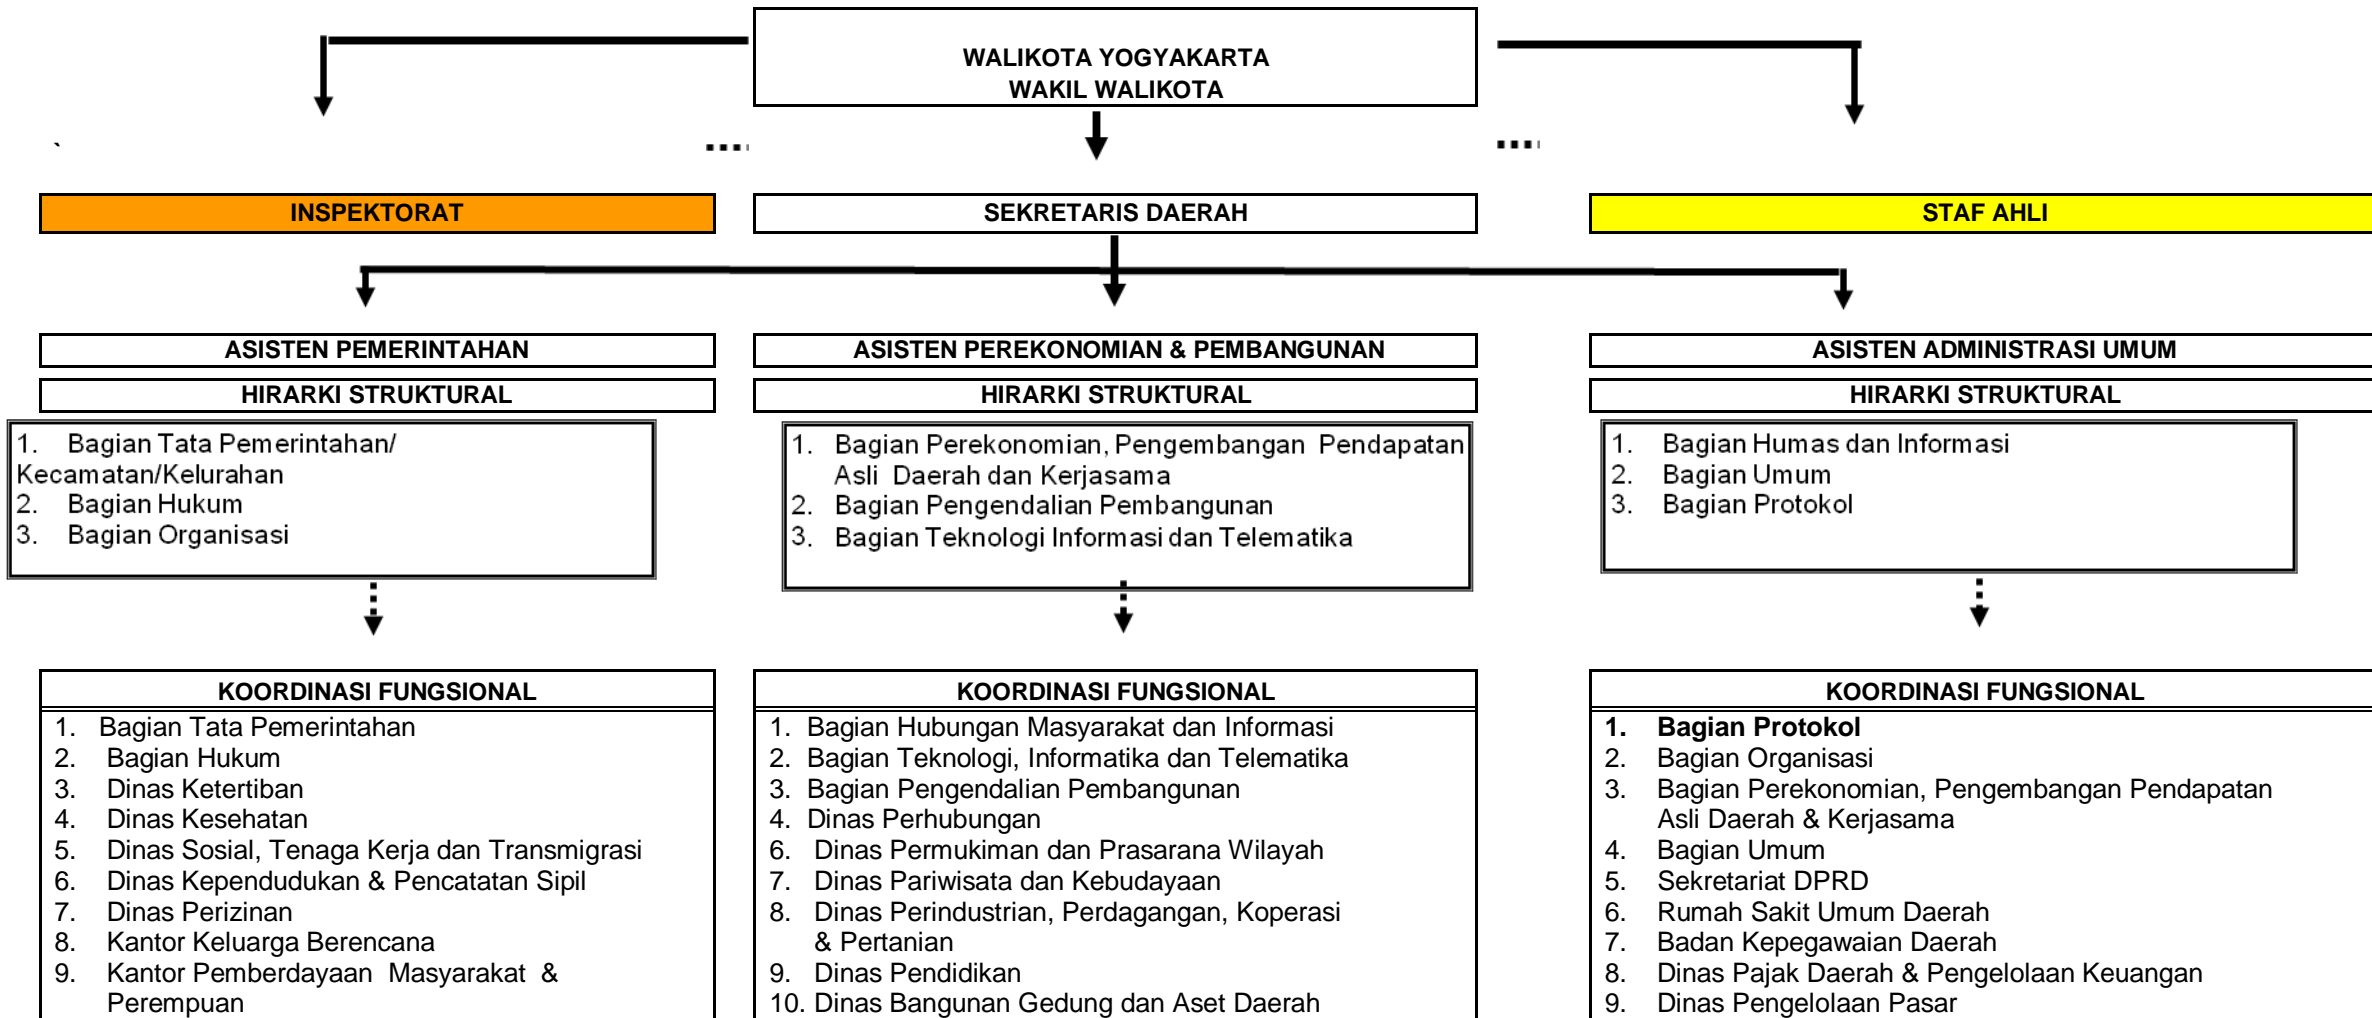 WALIKOTA YOGYAKARTA
WAKIL WALIKOTA
`
INSPEKTORAT
SEKRETARIS DAERAH
STAF AHLI
ASISTEN PEMERINTAHAN
ASISTEN PEREKONOMIAN & PEMBANGUNAN
ASISTEN ADMINISTRASI UMUM
HIRARKI STRUKTURAL
HIRARKI STRUKTURAL
HIRARKI STRUKTURAL
1. Bagian Tata Pemerintahan/
Kecamatan/Kelurahan
2. Bagian Hukum
3. Bagian Organisasi
1. Bagian Perekonomian, Pengembangan Pendapatan
Asli Daerah dan Kerjasama
2. Bagian Pengendalian Pembangunan
3. Bagian Teknologi Informasi dan Telematika
1. Bagian Humas dan Informasi
2. Bagian Umum
3. Bagian Protokol
KOORDINASI FUNGSIONAL
1. Bagian Tata Pemerintahan
2. Bagian Hukum
3. Dinas Ketertiban
4. Dinas Kesehatan
5. Dinas Sosial, Tenaga Kerja dan Transmigrasi
6. Dinas Kependudukan & Pencatatan Sipil
7. Dinas Perizinan
8. Kantor Keluarga Berencana
9. Kantor Pemberdayaan Masyarakat &
Perempuan
KOORDINASI FUNGSIONAL
1. Bagian Hubungan Masyarakat dan Informasi
2. Bagian Teknologi, Informatika dan Telematika
3. Bagian Pengendalian Pembangunan
4. Dinas Perhubungan
6. Dinas Permukiman dan Prasarana Wilayah
7. Dinas Pariwisata dan Kebudayaan
8. Dinas Perindustrian, Perdagangan, Koperasi
& Pertanian
9. Dinas Pendidikan
10. Dinas Bangunan Gedung dan Aset Daerah
KOORDINASI FUNGSIONAL
1. Bagian Protokol
2. Bagian Organisasi
3. Bagian Perekonomian, Pengembangan Pendapatan
Asli Daerah & Kerjasama
4. Bagian Umum
5. Sekretariat DPRD
6. Rumah Sakit Umum Daerah
7. Badan Kepegawaian Daerah
8. Dinas Pajak Daerah & Pengelolaan Keuangan
9. Dinas Pengelolaan Pasar